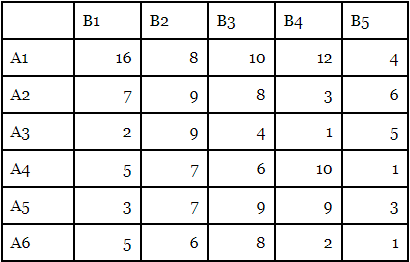 B1 B2 B3 B4 B5
A1 16 8 10 12 4
A2 7 9 8 3 6
A3 2 9 4 1 5
A4 5 7 6 10 1
A5 3 7 9 9 3
A6 5 6 8 2 1